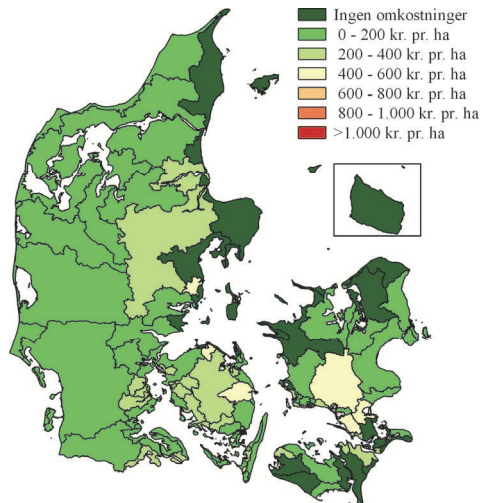 Ingen omkostninger
0 - 200 kr. pr. ha
200 - 400 kr. pr. ha
400 - 600 kr. pr. ha
600 - 800 kr. pr. ha
800 - 1.000 kr. pr. ha
>1.000 kr. pr. ha